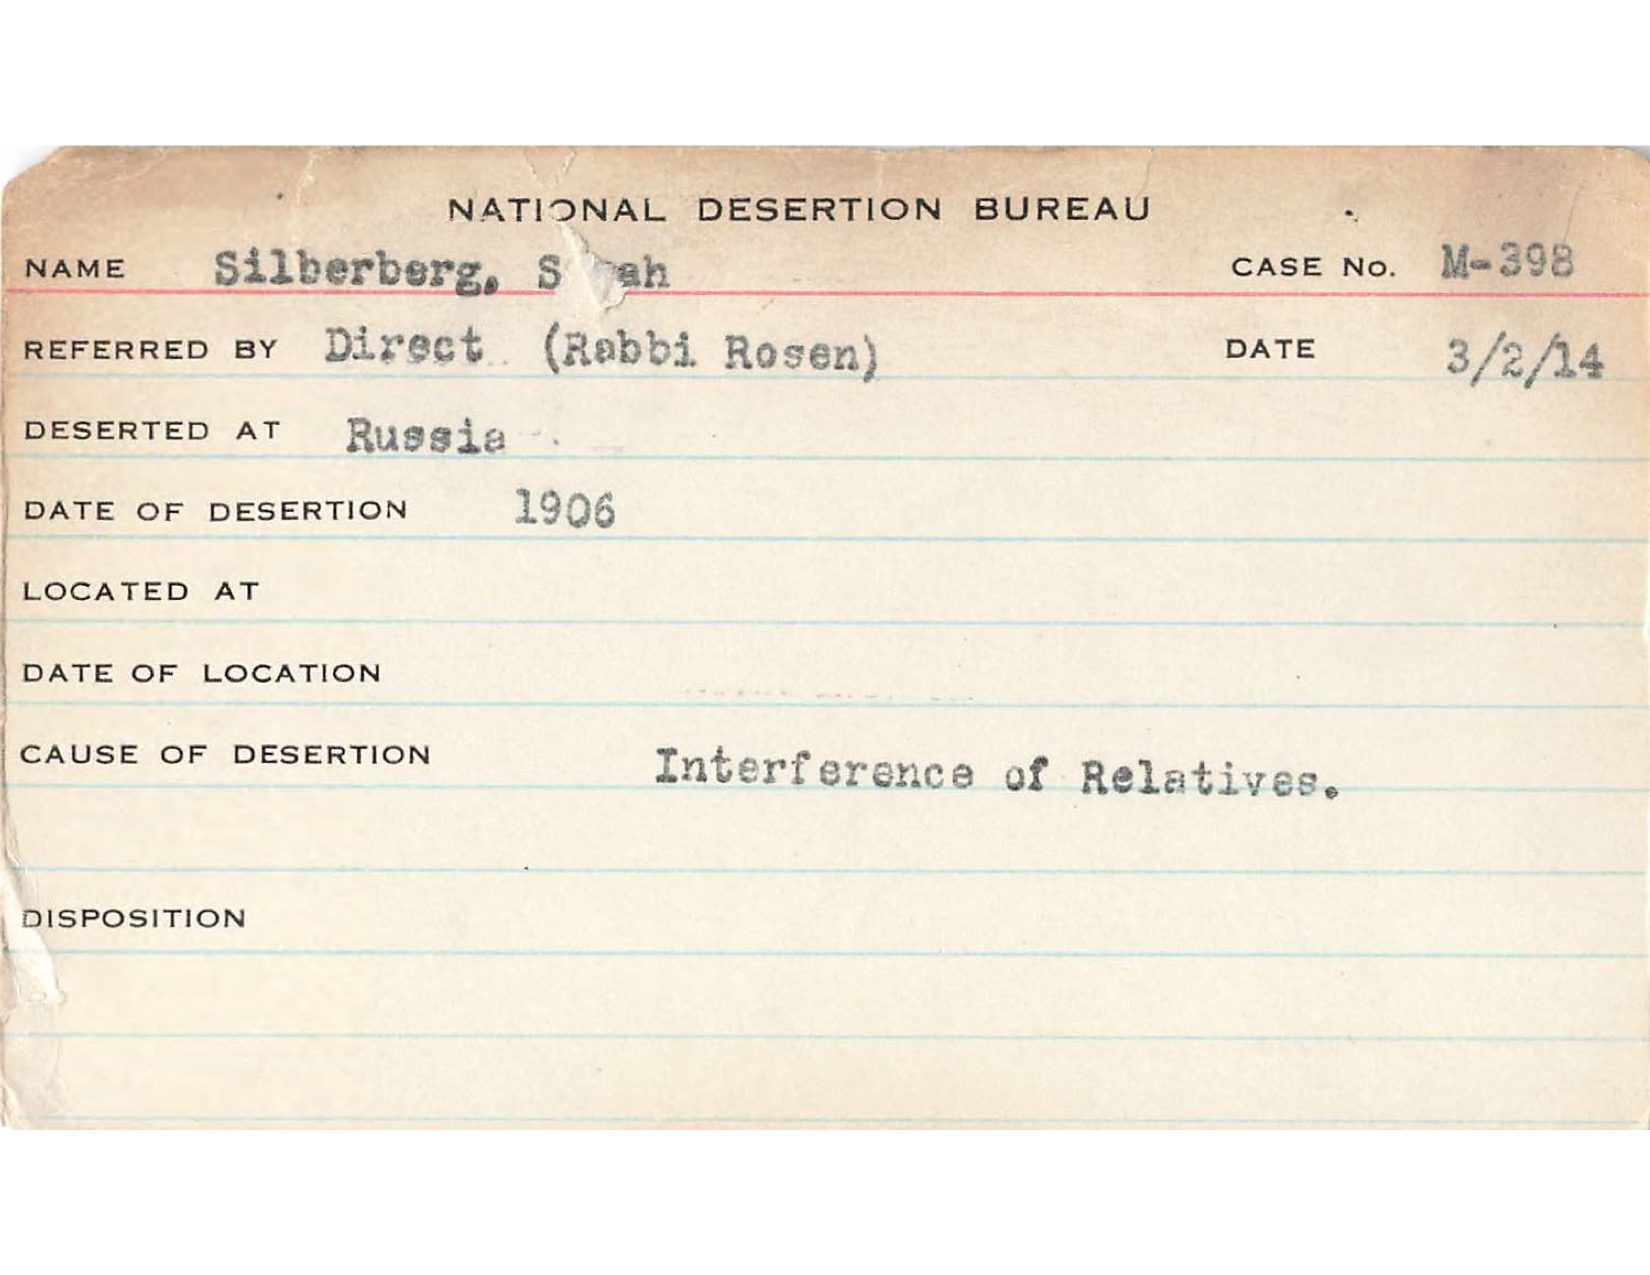 NATIONAL DESERTION BUREAU
NAME Silberberg, S ah CASE No. M-398
REFERRED BY Direct (Rabbi Rosen) DATE 3/2/14
DESERTED AT Russia
DATE OF DESERTION 1906
LOCATED AT
DATE OF LOCATION
CAUSE OF DESERTION Interference of Relatives.
DISPOSITION